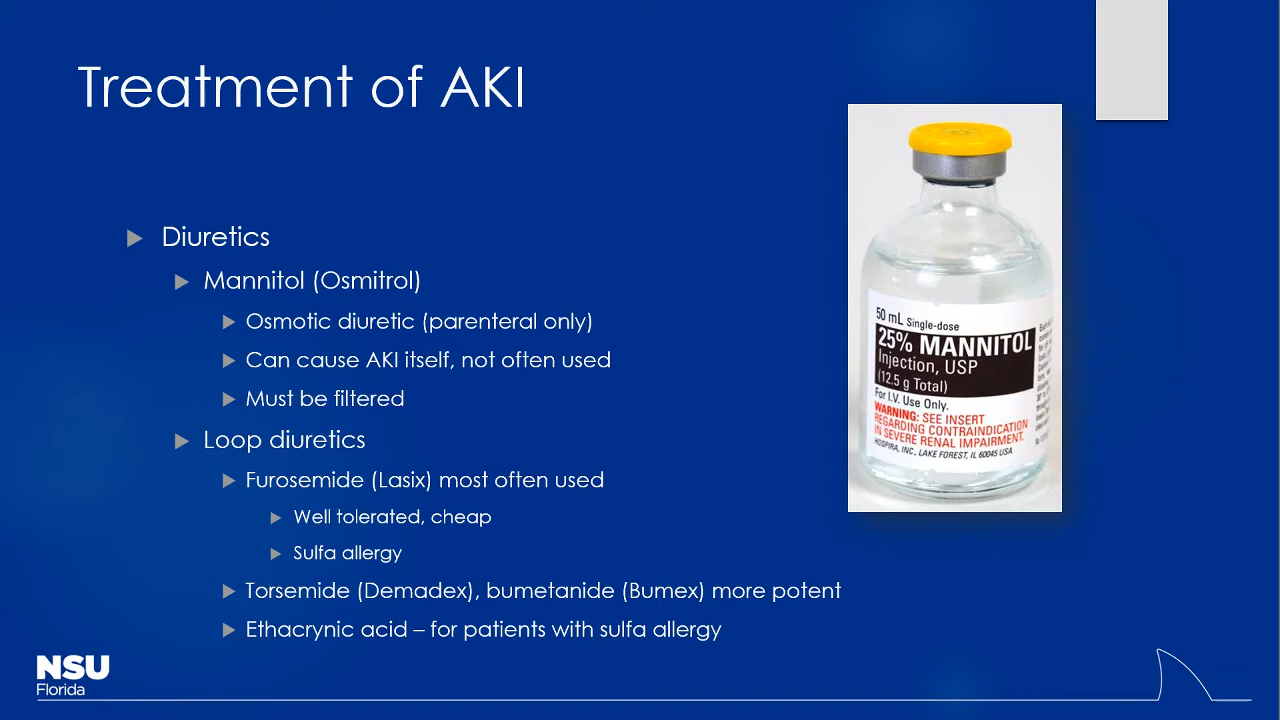 Treatment of AKI
Diuretics
Mannitol (Osmitrol)
Osmotic diuretic (parenteral only)
Can cause AKI itself, not often used
Must be filtered
Loop diuretics
Furosemide (Lasix) most often used
Well tolerated, cheap
Sulfa allergy
Torsemide (Demadex), bumetanide (Bumex) more potent
Ethacrynic acid – for patients with sulfa allergy
50 mL Single-dose
25% MANNITOL
Injection, USP
(12.5 g Total)
For I.V. Use Only.
WARNING: SEE INSERT
REGARDING CONTRAINDICATION
IN SEVERE RENAL IMPAIRMENT.
HOSPIRA, INC., LAKE FOREST, IL 60045 USA
NSU
Florida